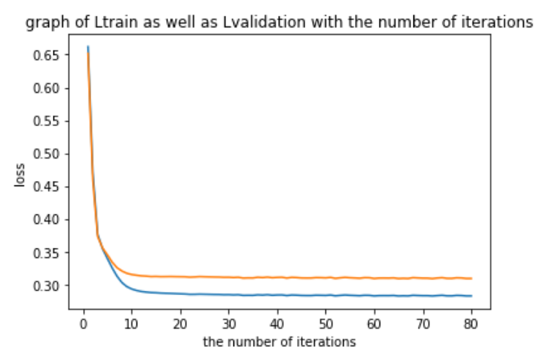 graph of Ltrain as well as Lvalidation with the number of iterations
0.65
0.60
0.55
0.50
0.45
0.40
0.35
0.30
loss
0 10 20 30 40 50 60 70 80
the number of iterations